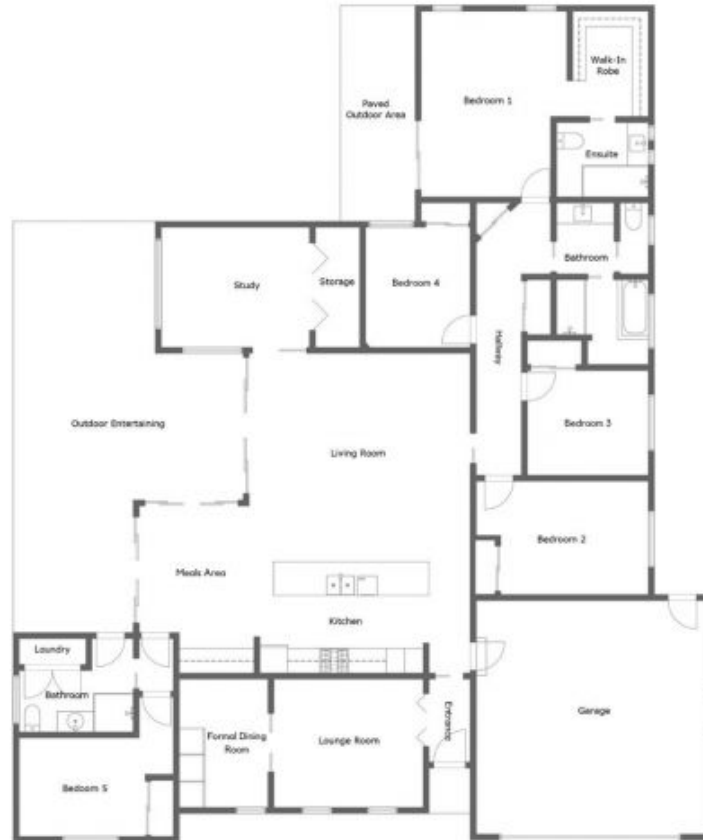 Walk-In
Robe
Bedroom 1
Paved
Outdoor Area
Ensuite
Bathroom
Study
Storage
Bedroom 4
Hallway
Outdoor Entertaining
Living Room
Bedroom 3
Bedroom 2
Meals Area
Kitchen
Laundry
Bathroom
Entrance
Garage
Formal Dining
Room
Lounge Room
Bedoom 5